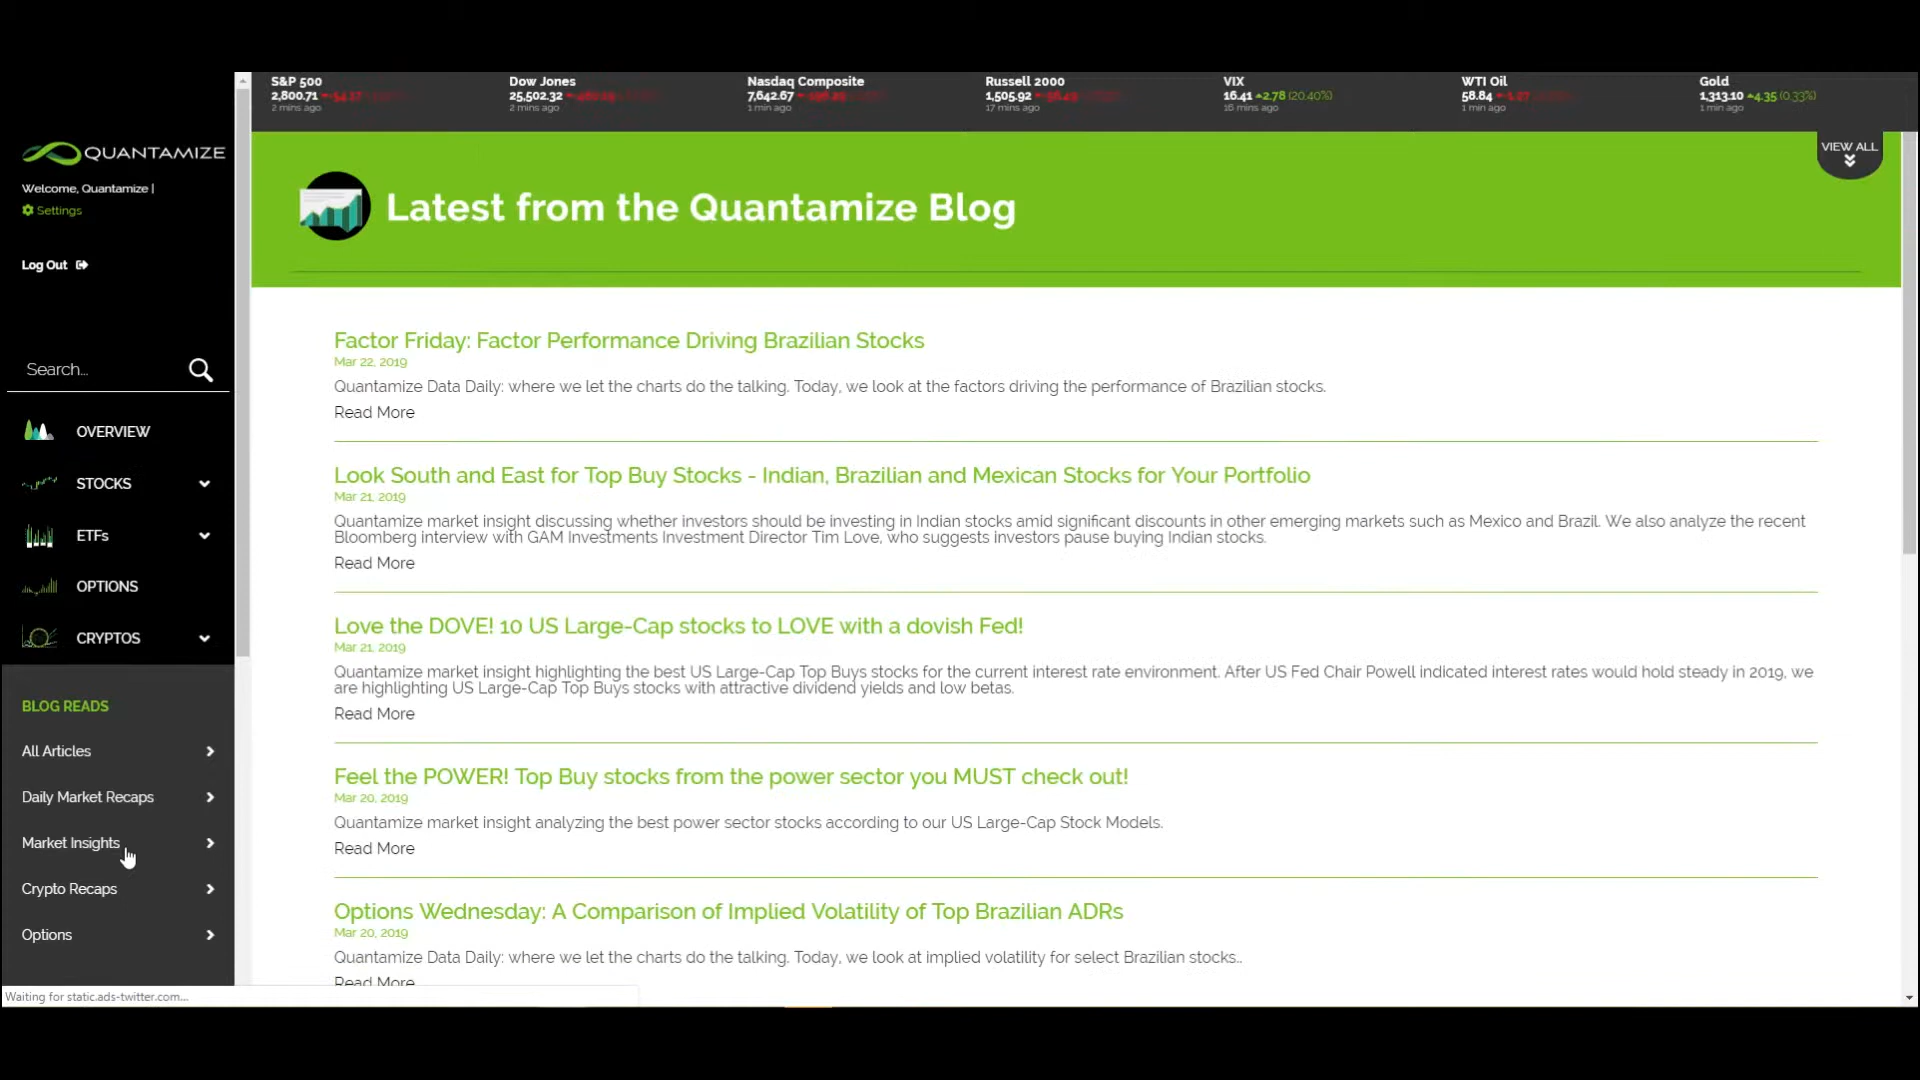 S&P 500
2,800.71
2 mins ago
Dow Jones
25,502.32
2 mins ago
Nasdaq Composite
7,642.67
1 min ago
Russell 2000
1,505.92
17 mins ago
VIX
16.41 ▲2.78 (20.40%)
16 mins ago
WTI Oil
58.84
1 min ago
Gold
1,313.10 ▲4.35 (0.33%)
1 min ago
VIEW ALL
QUANTAMIZE
Welcome, Quantamize |
Settings
Log Out
Search...
OVERVIEW
STOCKS
ETFs
OPTIONS
CRYPTOS
BLOG READS
All Articles
Daily Market Recaps
Market Insights
Crypto Recaps
Options
Latest from the Quantamize Blog
Factor Friday: Factor Performance Driving Brazilian Stocks
Mar 22, 2019
Quantamize Data Daily: where we let the charts do the talking. Today, we look at the factors driving the performance of Brazilian stocks.
Read More
Look South and East for Top Buy Stocks - Indian, Brazilian and Mexican Stocks for Your Portfolio
Mar 21, 2019
Quantamize market insight discussing whether investors should be investing in Indian stocks amid significant discounts in other emerging markets such as Mexico and Brazil. We also analyze the recent
Bloomberg interview with GAM Investments Investment Director Tim Love, who suggests investors pause buying Indian stocks.
Read More
Love the DOVE! 10 US Large-Cap stocks to LOVE with a dovish Fed!
Mar 21, 2019
Quantamize market insight highlighting the best US Large-Cap Top Buys stocks for the current interest rate environment. After US Fed Chair Powell indicated interest rates would hold steady in 2019, we
are highlighting US Large-Cap Top Buys stocks with attractive dividend yields and low betas.
Read More
Feel the POWER! Top Buy stocks from the power sector you MUST check out!
Mar 20, 2019
Quantamize market insight analyzing the best power sector stocks according to our US Large-Cap Stock Models.
Read More
Options Wednesday: A Comparison of Implied Volatility of Top Brazilian ADRs
Mar 20, 2019
Quantamize Data Daily: where we let the charts do the talking. Today, we look at implied volatility for select Brazilian stocks..
Read More
Waiting for static.ads-twitter.com...